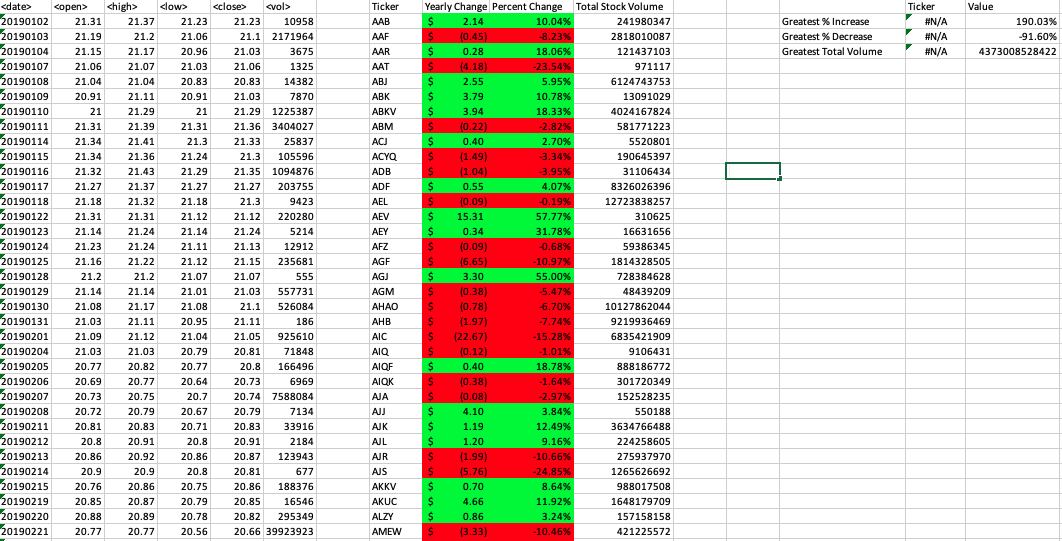 <date> <open> <high> <low> <close> <vol> Ticker Yearly Change Percent Change Total Stock Volume Ticker Value
20190102 21.31 21.37 21.23 21.23 10958 AAB $ 2.14 10.04% 241980347 Greatest % Increase #N/A 190.03%
20190103 21.19 21.2 21.06 21.1 2171964 AAF $ (0.45) -8.23% 2818010087 Greatest % Decrease #N/A -91.60%
20190104 21.15 21.17 20.96 21.03 3675 AAR $ 0.28 18.06% 121437103 Greatest Total Volume #N/A 4373008528422
20190107 21.06 21.07 21.03 21.06 1325 AAT $ (4.18) -23.54% 971117
20190108 21.04 21.04 20.83 20.83 14382 ABJ $ 2.55 5.95% 6124743753
20190109 20.91 21.11 20.91 21.03 7870 ABK $ 3.79 10.78% 13091029
20190110 21 21.29 21 21.29 1225387 ABKV $ 3.94 18.33% 4024167824
20190111 21.31 21.39 21.31 21.36 3404027 ABM $ (0.22) -2.82% 581771223
20190114 21.34 21.41 21.3 21.33 25837 ACJ $ 0.40 2.70% 5520801
20190115 21.34 21.36 21.24 21.3 105596 ACYQ $ (1.49) -3.34% 190645397
20190116 21.32 21.43 21.29 21.35 1094876 ADB $ (1.04) -3.95% 31106434
20190117 21.27 21.37 21.27 21.27 203755 ADF $ 0.55 4.07% 8326026396
20190118 21.18 21.32 21.18 21.3 9423 AEL $ (0.09) -0.19% 12723838257
20190122 21.31 21.31 21.12 21.12 220280 AEV $ 15.31 57.77% 310625
20190123 21.14 21.24 21.14 21.24 5214 AEY $ 0.34 31.78% 16631656
20190124 21.23 21.24 21.11 21.13 12912 AFZ $ (0.09) -0.68% 59386345
20190125 21.16 21.22 21.12 21.15 235681 AGF $ (6.65) -10.97% 1814328505
20190128 21.2 21.2 21.07 21.07 555 AGJ $ 3.30 55.00% 728384628
20190129 21.14 21.14 21.01 21.03 557731 AGM $ (0.38) -5.47% 48439209
20190130 21.08 21.17 21.08 21.1 526084 AHAO $ (0.78) -6.70% 10127862044
20190131 21.03 21.11 20.95 21.11 186 AHB $ (1.97) -7.74% 9219936469
20190201 21.09 21.12 21.04 21.05 925610 AIC $ (22.67) -15.28% 6835421909
20190204 21.03 21.03 20.79 20.81 71848 AIQ $ (0.12) -1.01% 9106431
20190205 20.77 20.82 20.77 20.8 166496 AIQF $ 0.40 18.78% 888186772
20190206 20.69 20.77 20.64 20.73 6969 AIQK $ (0.38) -1.64% 301720349
20190207 20.73 20.75 20.7 20.74 7588084 AJA $ (0.08) -2.97% 152528235
20190208 20.72 20.79 20.67 20.79 7134 AJJ $ 4.10 3.84% 550188
20190211 20.81 20.83 20.71 20.83 33916 AJK $ 1.19 12.49% 3634766488
20190212 20.8 20.91 20.8 20.91 2184 AJL $ 1.20 9.16% 224258605
20190213 20.86 20.92 20.86 20.87 123943 AJR $ (1.99) -10.66% 275937970
20190214 20.9 20.9 20.8 20.81 677 AJS $ (5.76) -24.85% 1265626692
20190215 20.76 20.86 20.75 20.86 188376 AKKV $ 0.70 8.64% 988017508
20190219 20.85 20.87 20.79 20.85 16546 AKUC $ 4.66 11.92% 1648179709
20190220 20.88 20.89 20.78 20.82 295349 ALZY $ 0.86 3.24% 157158158
20190221 20.77 20.77 20.56 20.66 39923923 AMEW $ (3.33) -10.46% 421225572